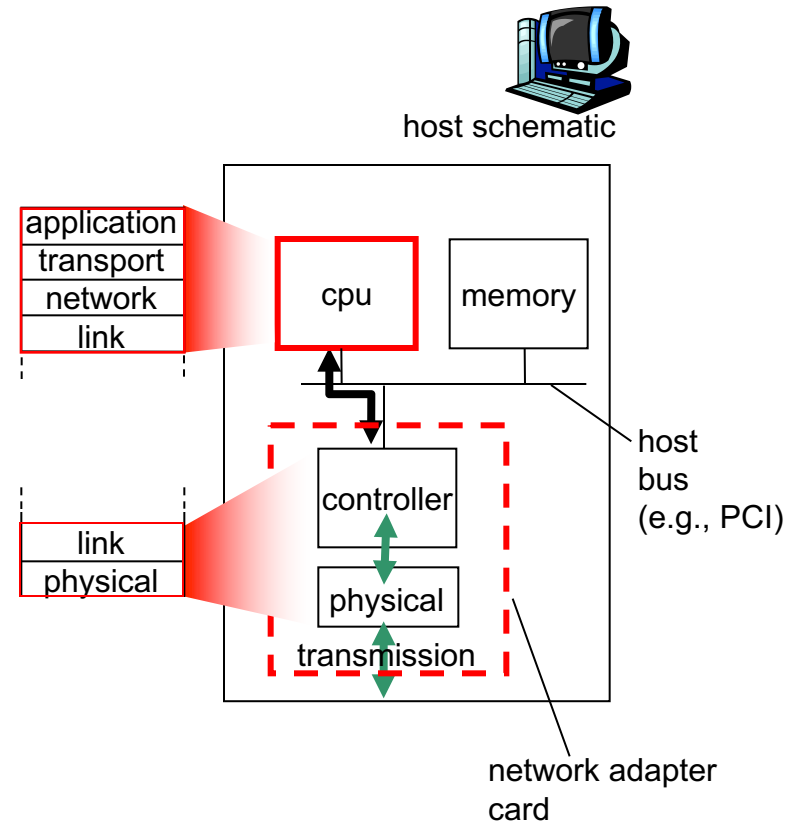 host schematic
application
transport
network
link
cpu
memory
host
bus
(e.g., PCI)
controller
link
physical
physical
transmission
network adapter
card